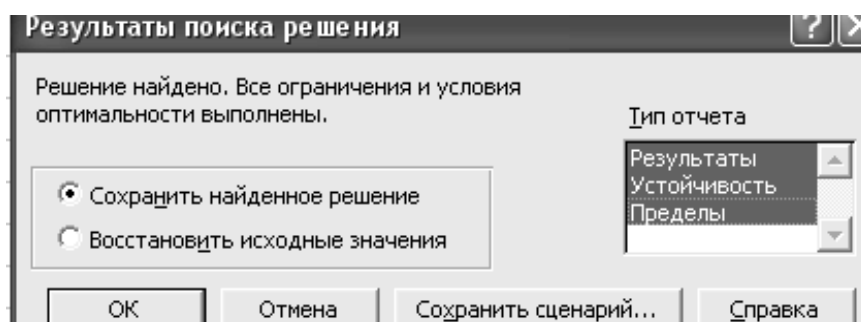 Результаты поиска решения
Решение найдено. Все ограничения и условия
оптимальности выполнены.
Тип отчета
Результаты
Устойчивость
Пределы
Сохранить найденное решение
Восстановить исходные значения
ОК
Отмена
Сохранить сценарий...
Справка